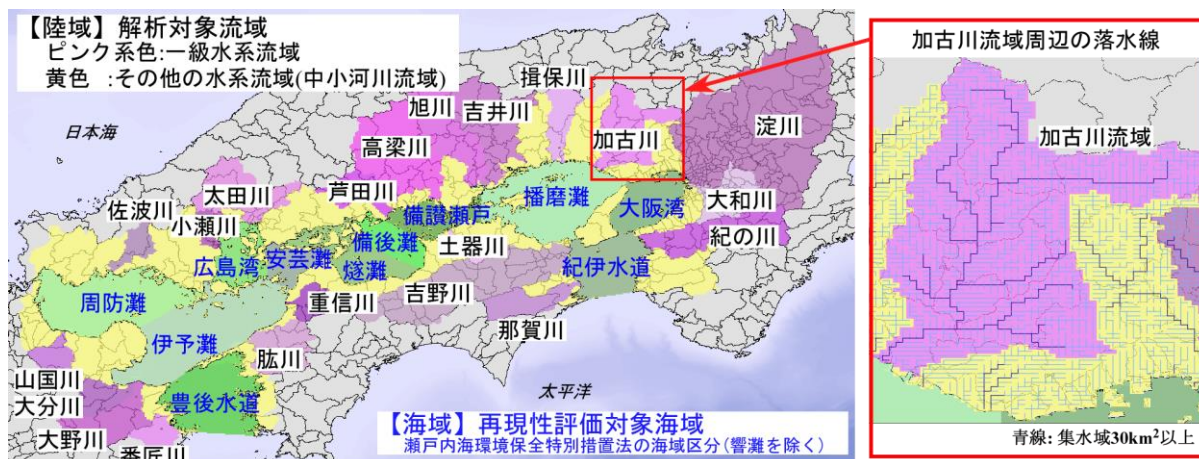 【陸域】解析対象流域
ピンク系色:一級水系流域
黄色 :その他の水系流域(中小河川流域)
日本海
揖保川
旭川
吉井川
加古川
淀川
高梁川
太田川
芦田川
播磨灘
佐波川
小瀬川
備讃瀬戸
大阪湾
大和川
備後灘
土器川
紀の川
広島湾
安芸灘
燧灘
紀伊水道
周防灘
重信川
吉野川
伊予灘
那賀川
肱川
山国川
太平洋
大分川
豊後水道
【海域】再現性評価対象海域
大野川
瀬戸内海環境保全特別措置法の海域区分(響灘を除く)
番匠川
加古川流域周辺の落水線
加古川流域
青線: 集水域30km²以上